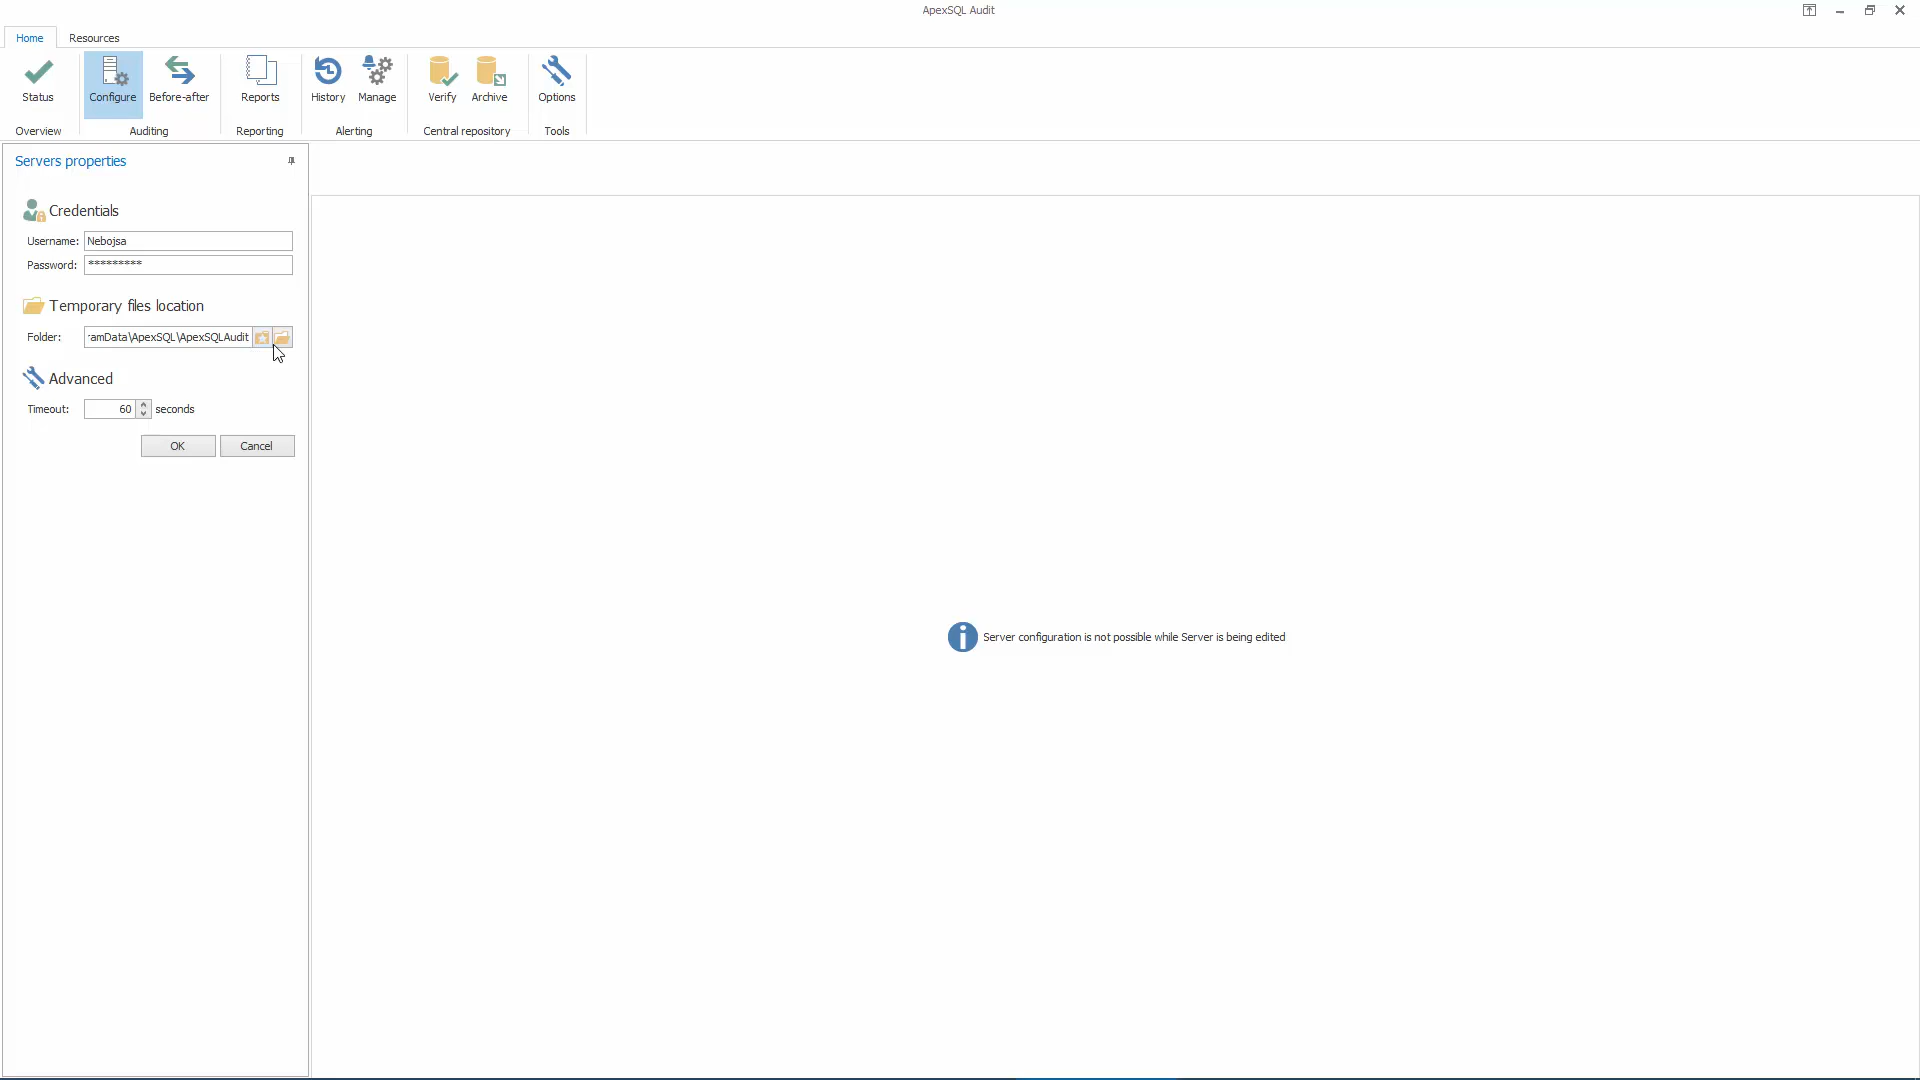 ApexSQL Audit
Home Resources
Status Configure Before-after Reports History Manage Verify Archive Options
Overview Auditing Reporting Alerting Central repository Tools
Servers properties
Credentials
Username: Nebojsa
Password: *********
Temporary files location
Folder: ramData\ApexSQL\ApexSQLAudit
Advanced
Timeout: 60 seconds
OK Cancel
Server configuration is not possible while Server is being edited